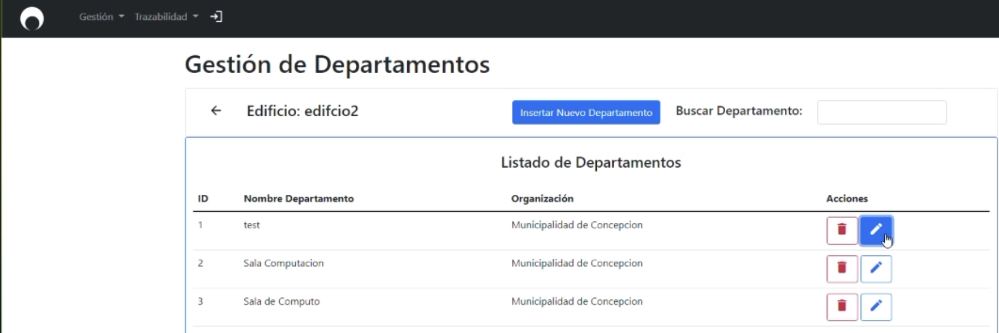 Gestión Trazabilidad
Gestión de Departamentos
Edificio: edifcio2 Insertar Nuevo Departamento Buscar Departamento:
Listado de Departamentos
ID Nombre Departamento Organización Acciones
1 test Municipalidad de Concepcion
2 Sala Computacion Municipalidad de Concepcion
3 Sala de Computo Municipalidad de Concepcion